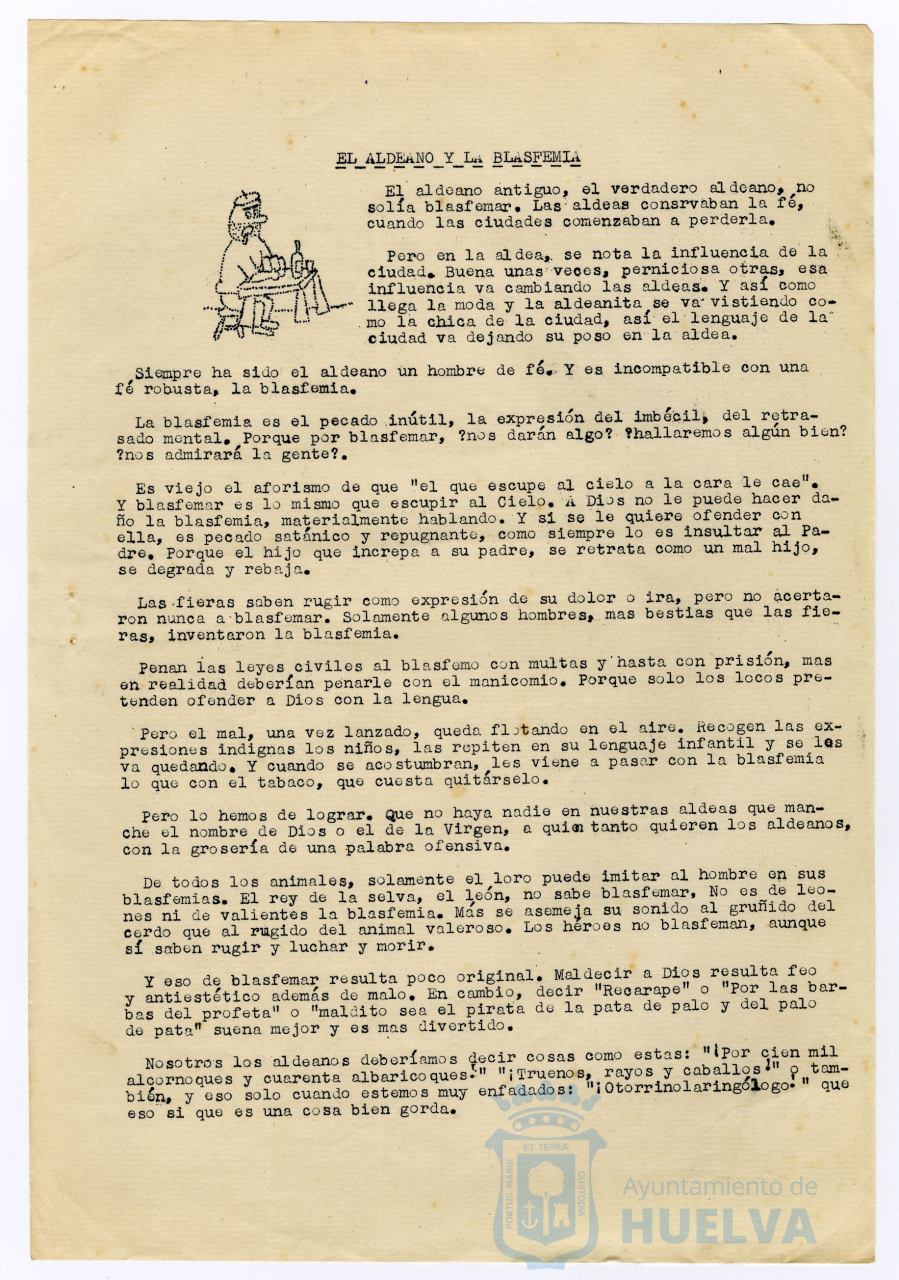 EL ALDEANO Y LA BLASFEMIA
El aldeano antiguo, el verdadero aldeano, no
solía blasfemar. Las aldeas consrvaban la fé,
cuando las ciudades comenzaban a perderla.
Pero en la aldea, se nota la influencia de la
ciudad. Buena unas veces, perniciosa otras, esa
influencia va cambiando las aldeas. Y así como
llega la moda y la aldeanita se va vistiendo co-
mo la chica de la ciudad, así el lenguaje de la
ciudad va dejando su poso en la aldea.
Siempre ha sido el aldeano un hombre de fé. Y es incompatible con una
fé robusta, la blasfemia.
La blasfemia es el pecado inútil, la expresión del imbécil, del retra-
sado mental. Porque por blasfemar, ?nos darán algo? ?hallaremos algún bien?
?nos admirará la gente?.
Es viejo el aforismo de que "el que escupe al cielo a la cara le cae".
Y blasfemar es lo mismo que escupir al Cielo. A Dios no le puede hacer da-
ño la blasfemia, materialmente hablando. Y si se le quiere ofender con
ella, es pecado satánico y repugnante, como siempre lo es insultar al Pa-
dre. Porque el hijo que increpa a su padre, se retrata como un mal hijo,
se degrada y rebaja.
Las fieras saben rugir como expresión de su dolor o ira, pero no acerta-
ron nunca a blasfemar. Solamente algunos hombres, mas bestias que las fie-
ras, inventaron la blasfemia.
Penan las leyes civiles al blasfemo con multas y hasta con prisión, mas
en realidad deberían penarle con el manicomio. Porque solo los locos pre-
tenden ofender a Dios con la lengua.
Pero el mal, una vez lanzado, queda flotando en el aire. Recogen las ex-
presiones indignas los niños, las repiten en su lenguaje infantil y se les
va quedando. Y cuando se acostumbran, les viene a pasar con la blasfemia
lo que con el tabaco, que cuesta quitárselo.
Pero lo hemos de lograr. Que no haya nadie en nuestras aldeas que man-
che el nombre de Dios o el de la Virgen, a quien tanto quieren los aldeanos,
con la grosería de una palabra ofensiva.
De todos los animales, solamente el loro puede imitar al hombre en sus
blasfemias. El rey de la selva, el león, no sabe blasfemar. No es de leo-
nes ni de valientes la blasfemia. Más se asemeja su sonido al gruñido del
cerdo que al rugido del animal valeroso. Los héroes no blasfeman, aunque
sí saben rugir y luchar y morir.
Y eso de blasfemar resulta poco original. Maldecir a Dios resulta feo
y antiestético además de malo. En cambio, decir "Recarape" o "Por las bar-
bas del profeta" o "maldito sea el pirata de la pata de palo y del palo
de pata" suena mejor y es mas divertido.
Nosotros los aldeanos deberíamos decir cosas como estas: "¡Por cien mil
alcornoques y cuarenta albaricoques!" "¡Truenos, rayos y caballos!" o tam-
bién, y eso solo cuando estemos muy enfadados: "¡Otorrinolaringólogo!" que
eso si que es una cosa bien gorda.
ET TERRÆ
PORTUS MARIS
CUSTODIA
Ayuntamiento de
HUELVA